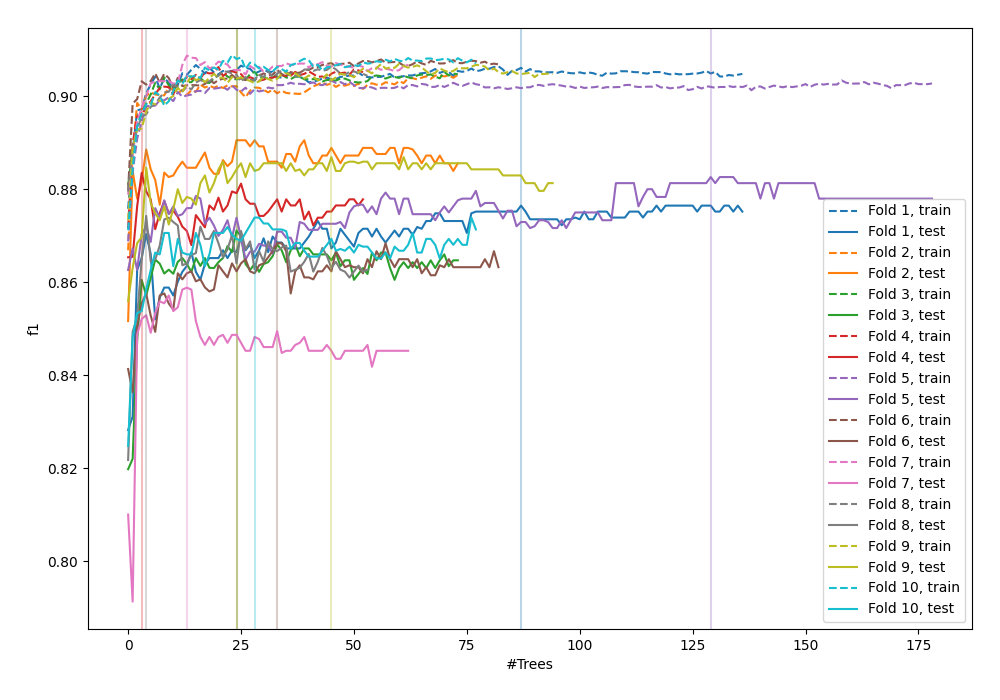 0.90
0.88
0.86
0.84
0.82
0.80
f1
0
25
50
75
100
125
150
175
#Trees
Fold 1, train
Fold 1, test
Fold 2, train
Fold 2, test
Fold 3, train
Fold 3, test
Fold 4, train
Fold 4, test
Fold 5, train
Fold 5, test
Fold 6, train
Fold 6, test
Fold 7, train
Fold 7, test
Fold 8, train
Fold 8, test
Fold 9, train
Fold 9, test
Fold 10, train
Fold 10, test